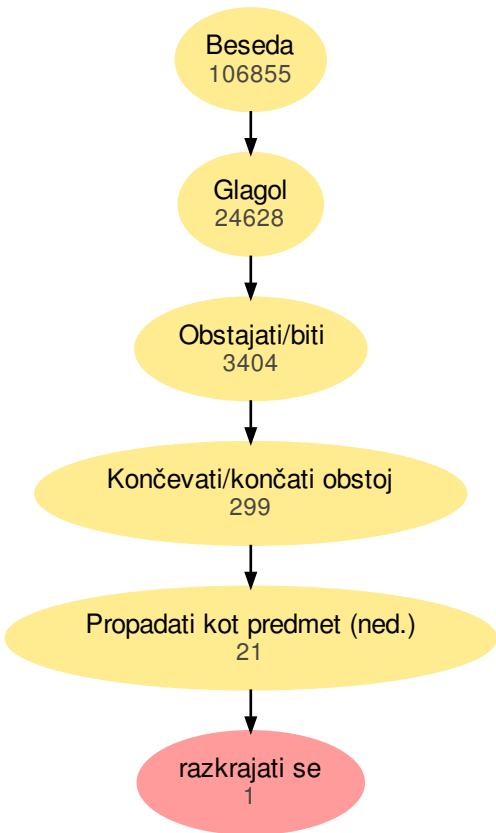 Beseda
106855
Glagol
24628
Obstajati/biti
3404
Končevati/končati obstoj
299
Propadati kot predmet (ned.)
21
razkrajati se
1